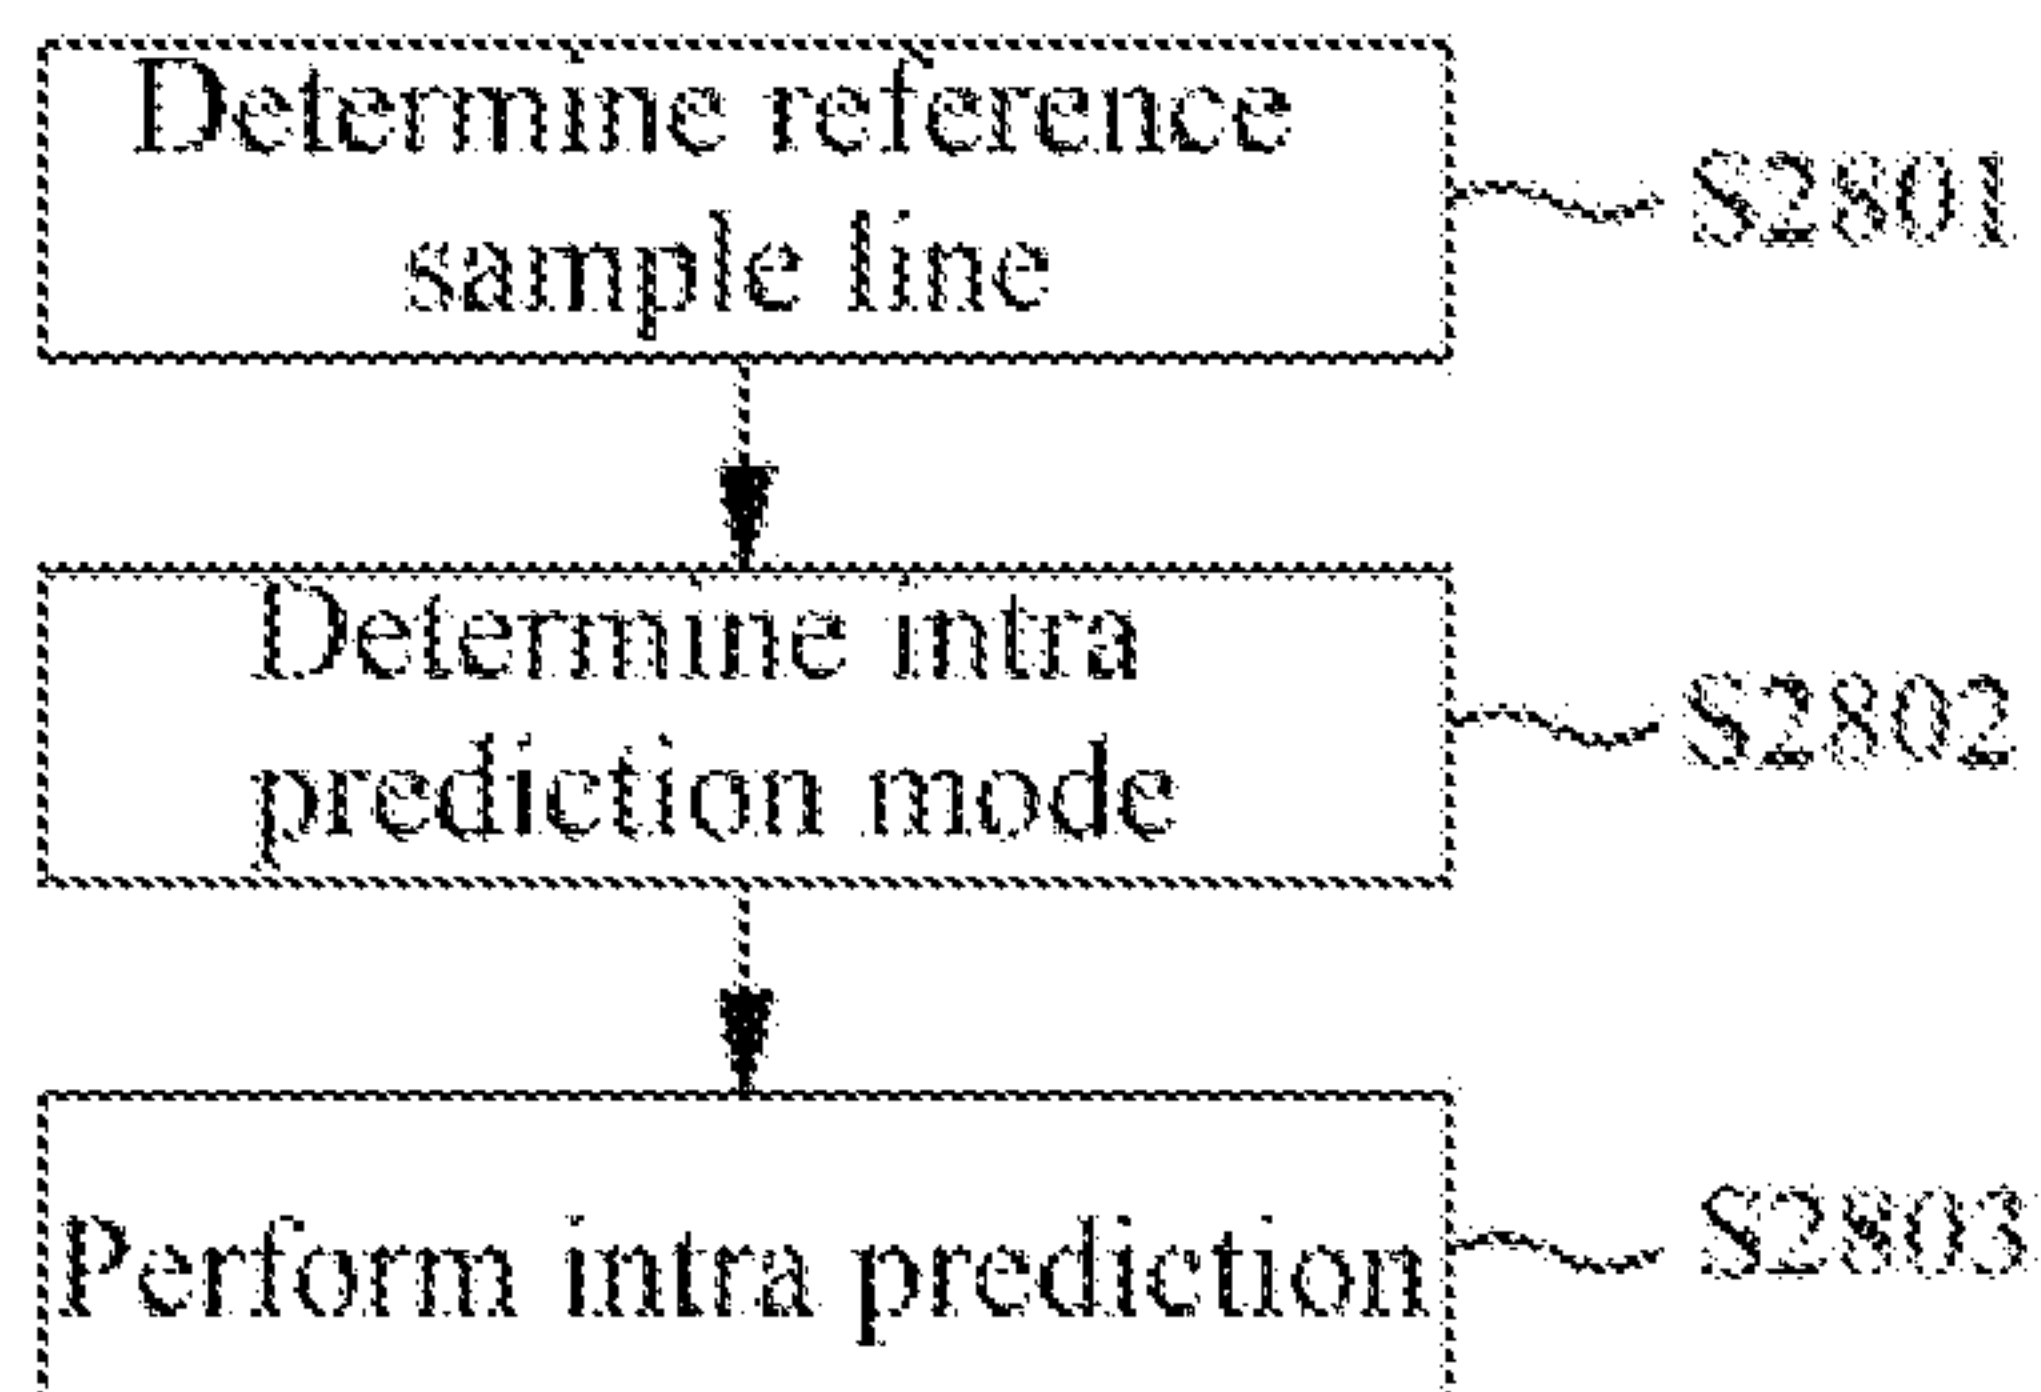 Determine reference
sample line
S2801
Determine intra
prediction mode
S2802
Perform intra prediction
S2803